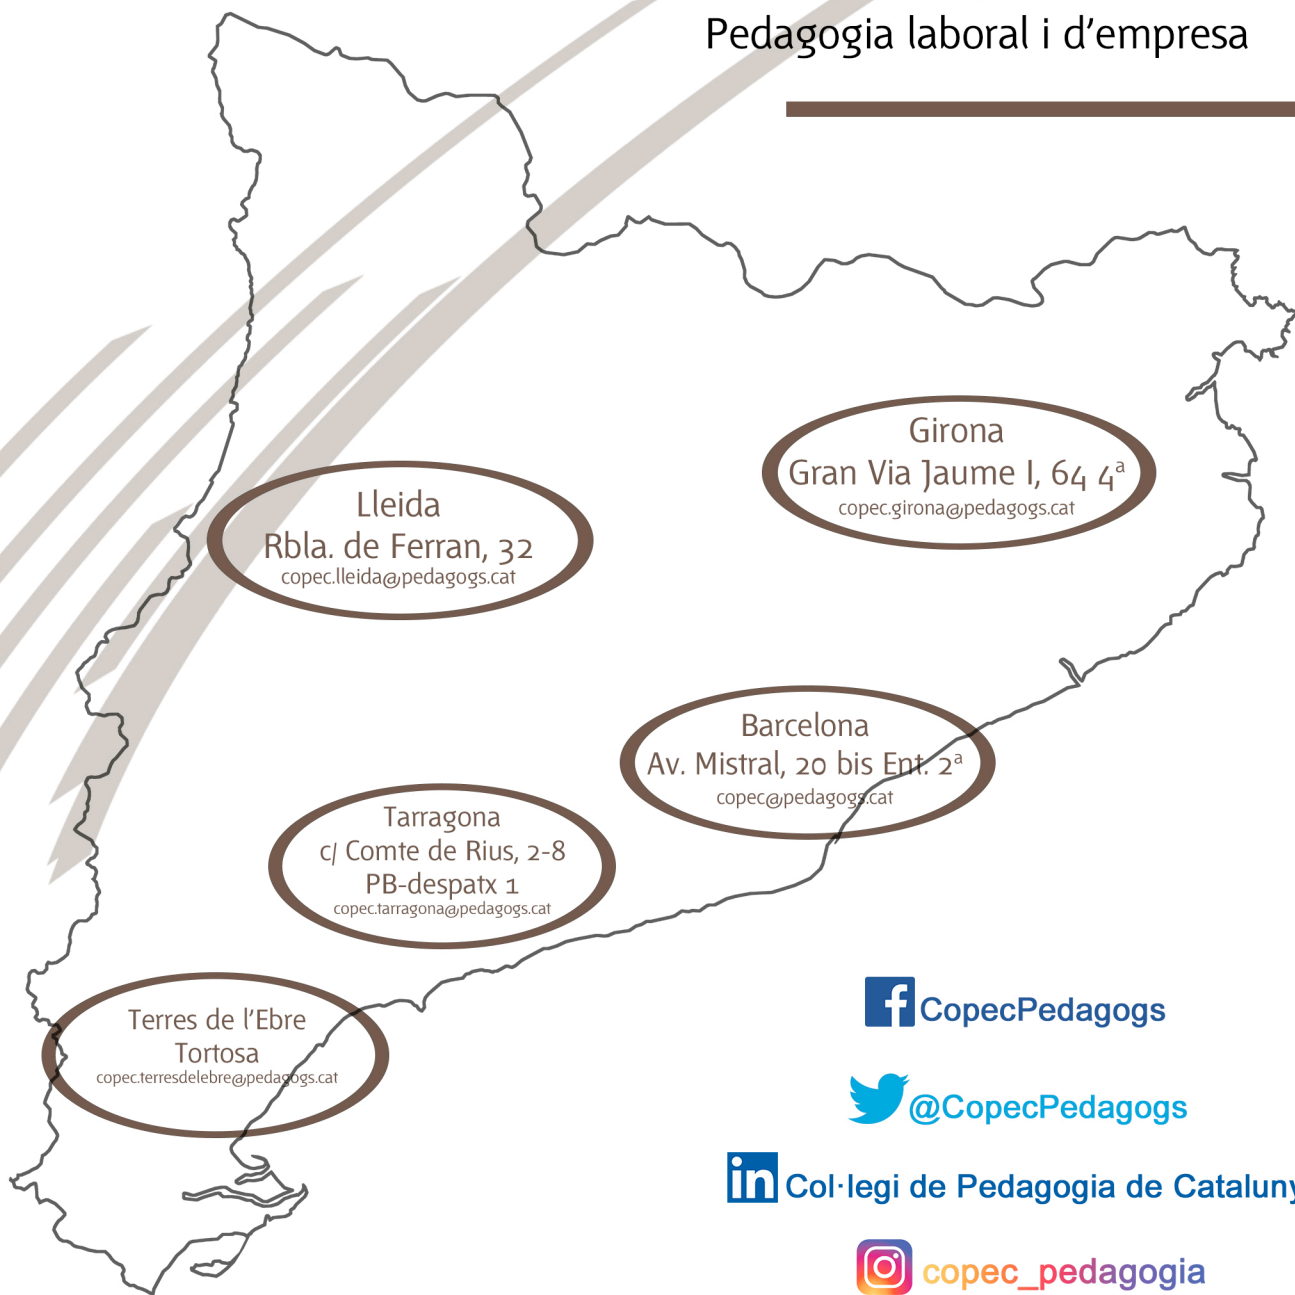 Pedagogia laboral i d'empresa
Girona
Gran Via Jaume I, 64 4ª
copec.girona@pedagogs.cat
Lleida
Rbla. de Ferran, 32
copec.lleida@pedagogs.cat
Barcelona
Av. Mistral, 20 bis Ent. 2ª
copec@pedagogs.cat
Tarragona
c/ Comte de Rius, 2-8
PB-despatx 1
copec.tarragona@pedagogs.cat
Terres de l'Ebre
Tortosa
copec.terresdelebre@pedagogs.cat
CopecPedagogs
@CopecPedagogs
in Col·legi de Pedagogia de Cataluny
copec_pedagogia